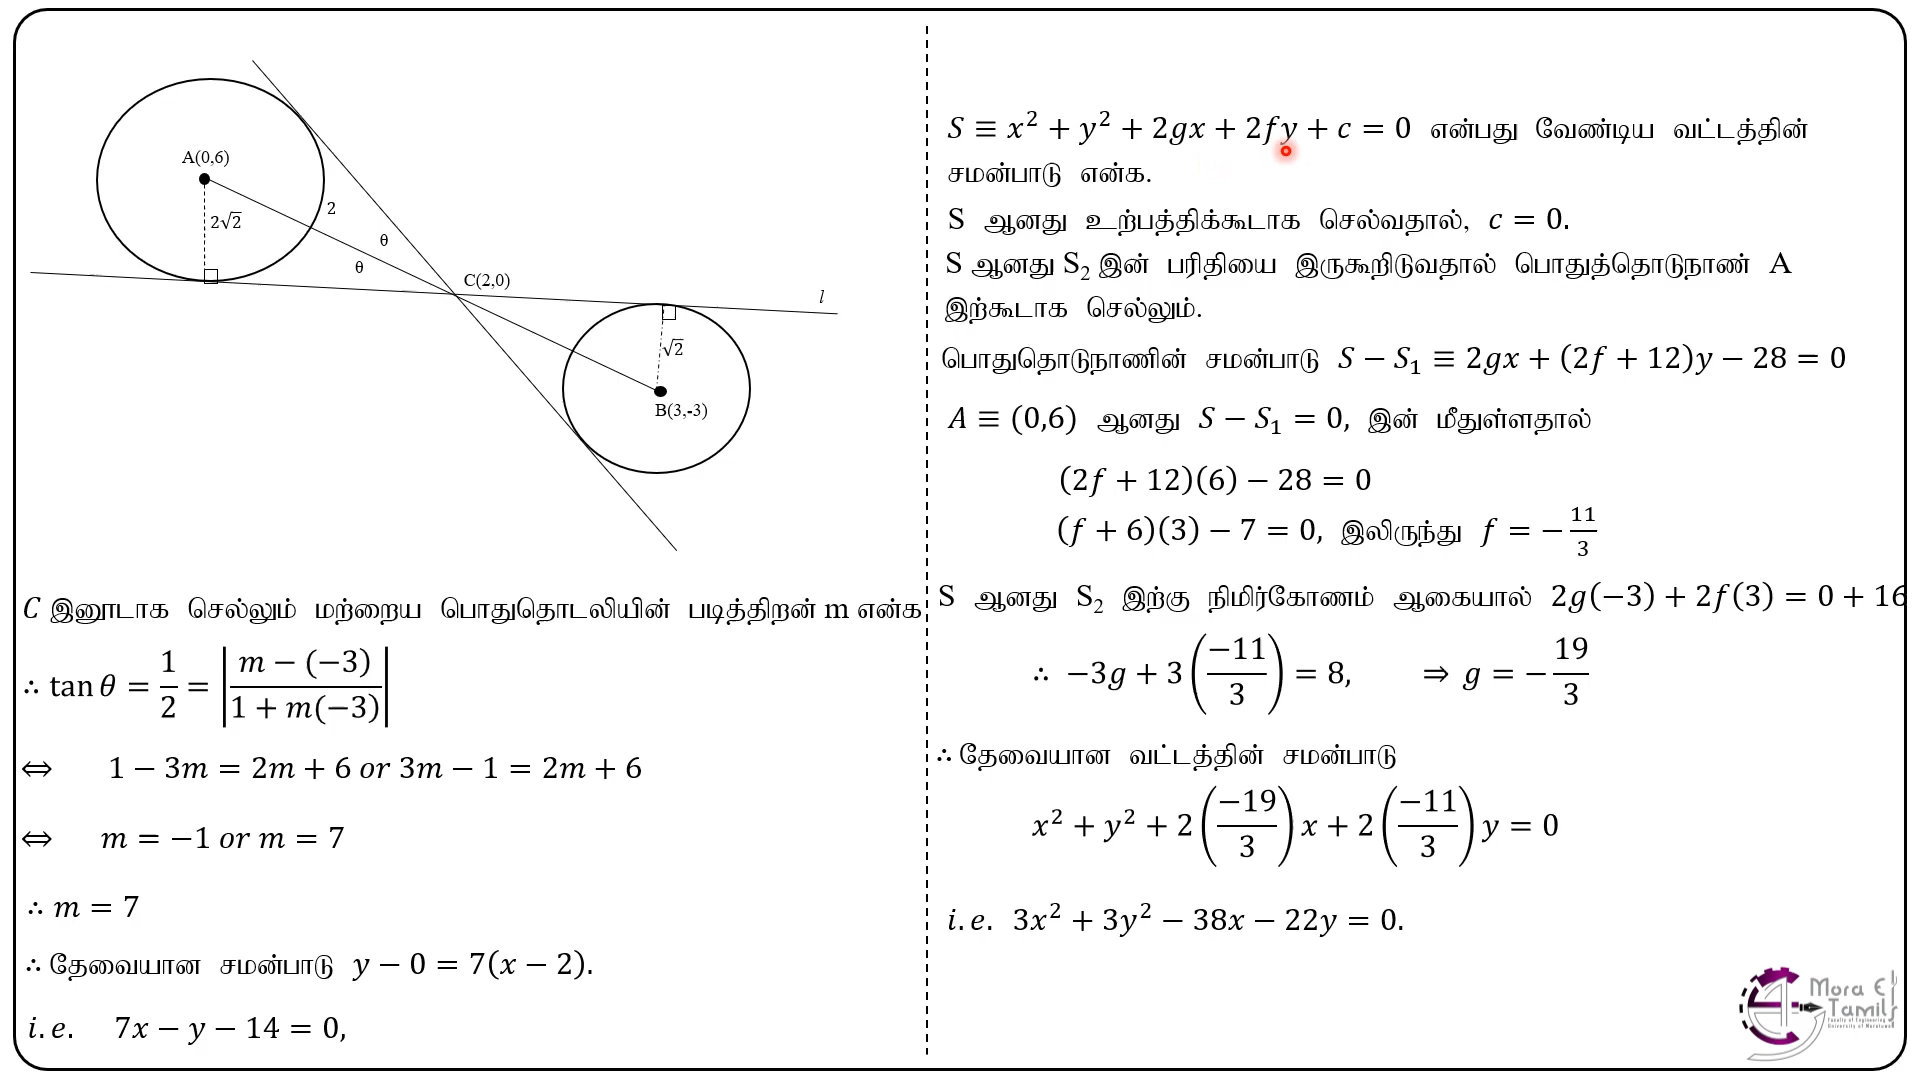 A(0,6)
2√2
2
θ
θ
C(2,0)
l
√2
B(3,-3)
C இனூடாக செல்லும் மற்றைய பொதுதொடலியின் படித்திறன் m என்க
∴ tan θ = 1/2 = |(m − (−3))/(1 + m(−3))|
⇔ 1 − 3m = 2m + 6 or 3m − 1 = 2m + 6
⇔ m = −1 or m = 7
∴ m = 7
∴ தேவையான சமன்பாடு y − 0 = 7(x − 2).
i.e. 7x − y − 14 = 0,
S ≡ x² + y² + 2gx + 2fy + c = 0 என்பது வேண்டிய வட்டத்தின்
சமன்பாடு என்க.
S ஆனது உற்பத்திக்கூடாக செல்வதால், c = 0.
S ஆனது S₂ இன் பரிதியை இருகூறிடுவதால் பொதுத்தொடுநாண் A
இற்கூடாக செல்லும்.
பொதுதொடுநாணின் சமன்பாடு S − S₁ ≡ 2gx + (2f + 12)y − 28 = 0
A ≡ (0,6) ஆனது S − S₁ = 0, இன் மீதுள்ளதால்
(2f + 12)(6) − 28 = 0
(f + 6)(3) − 7 = 0, இலிருந்து f = − 11/3
S ஆனது S₂ இற்கு நிமிர்கோணம் ஆகையால் 2g(−3) + 2f(3) = 0 + 16
∴ −3g + 3(−11/3) = 8, ⇒ g = − 19/3
∴ தேவையான வட்டத்தின் சமன்பாடு
x² + y² + 2(−19/3)x + 2(−11/3)y = 0
i.e. 3x² + 3y² − 38x − 22y = 0.
Mora E
Tamils
Faculty of Engineering
University of Moratuwa